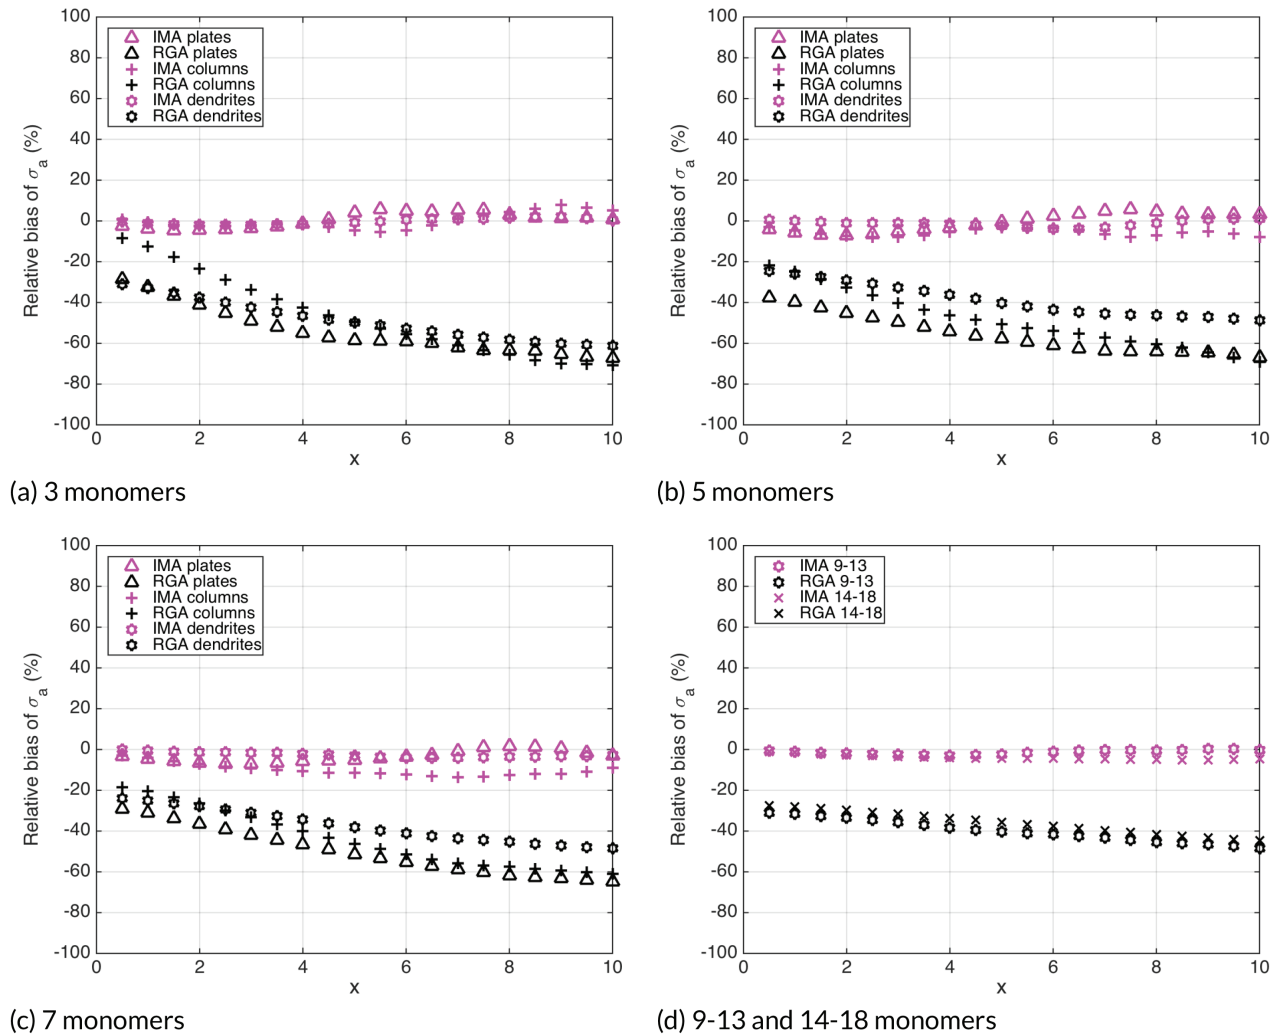 100
80
60
40
20
0
-20
-40
-60
-80
-100
Relative bias of σa (%)
IMA plates
RGA plates
IMA columns
RGA columns
IMA dendrites
RGA dendrites
0 2 4 6 8 10
x
(a) 3 monomers
100
80
60
40
20
0
-20
-40
-60
-80
-100
Relative bias of σa (%)
IMA plates
RGA plates
IMA columns
RGA columns
IMA dendrites
RGA dendrites
0 2 4 6 8 10
x
(b) 5 monomers
100
80
60
40
20
0
-20
-40
-60
-80
-100
Relative bias of σa (%)
IMA plates
RGA plates
IMA columns
RGA columns
IMA dendrites
RGA dendrites
0 2 4 6 8 10
x
(c) 7 monomers
100
80
60
40
20
0
-20
-40
-60
-80
-100
Relative bias of σa (%)
IMA 9-13
RGA 9-13
IMA 14-18
RGA 14-18
0 2 4 6 8 10
x
(d) 9-13 and 14-18 monomers